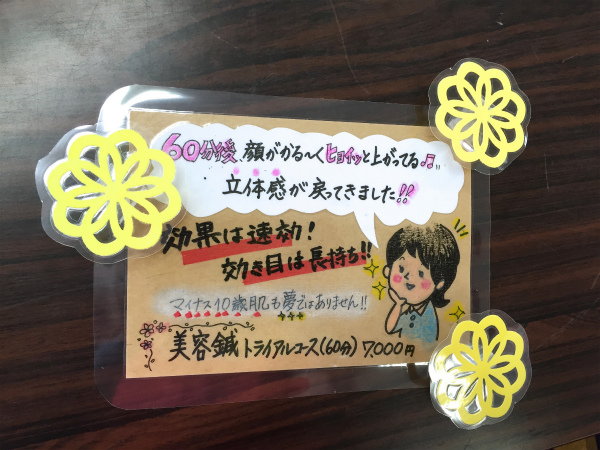 60分後、顔がかる〜くヒョイッと上がってる♬
立体感が戻ってきました!!
効果は速効!
効き目は長持ち!!
マイナス10歳肌も夢ではありません!!
美容鍼トライアルコース(60分)7,000円